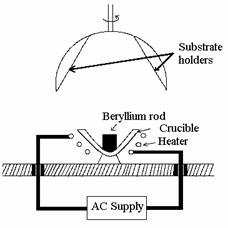 Substrate
holders
Beryllium rod
Crucible
Heater
AC Supply